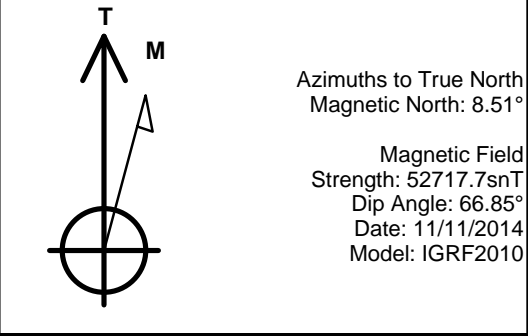 T
M
Azimuths to True North
Magnetic North: 8.51°
Magnetic Field
Strength: 52717.7snT
Dip Angle: 66.85°
Date: 11/11/2014
Model: IGRF2010